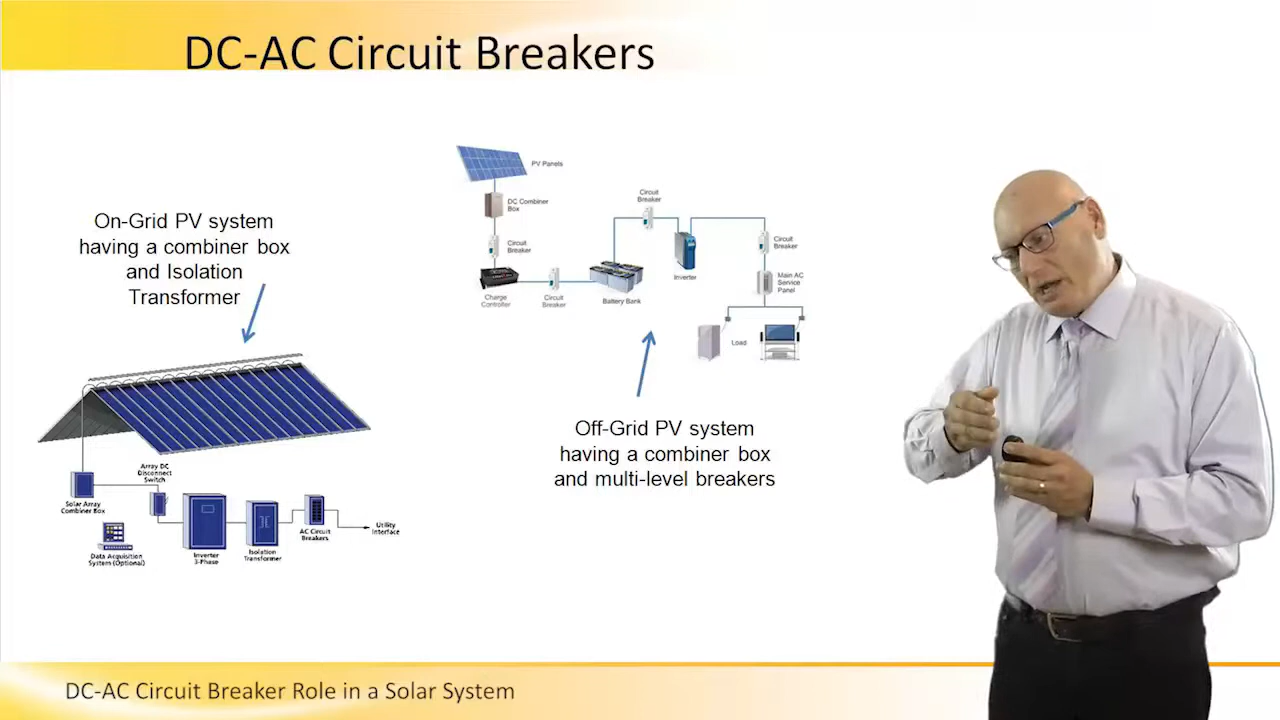 DC-AC Circuit Breakers
On-Grid PV system
having a combiner box
and Isolation
Transformer
PV Panels
DC Combiner
Box
Circuit
Breaker
Charge
Controller
Circuit
Breaker
Battery Bank
Circuit
Breaker
Inverter
Circuit
Breaker
Main AC
Service
Panel
Load
Off-Grid PV system
having a combiner box
and multi-level breakers
Solar Array
Combiner Box
Array DC
Disconnect
Switch
Data Acquisition
System (Optional)
Inverter
3-Phase
Isolation
Transformer
AC Circuit
Breakers
Utility
Interface
DC-AC Circuit Breaker Role in a Solar System